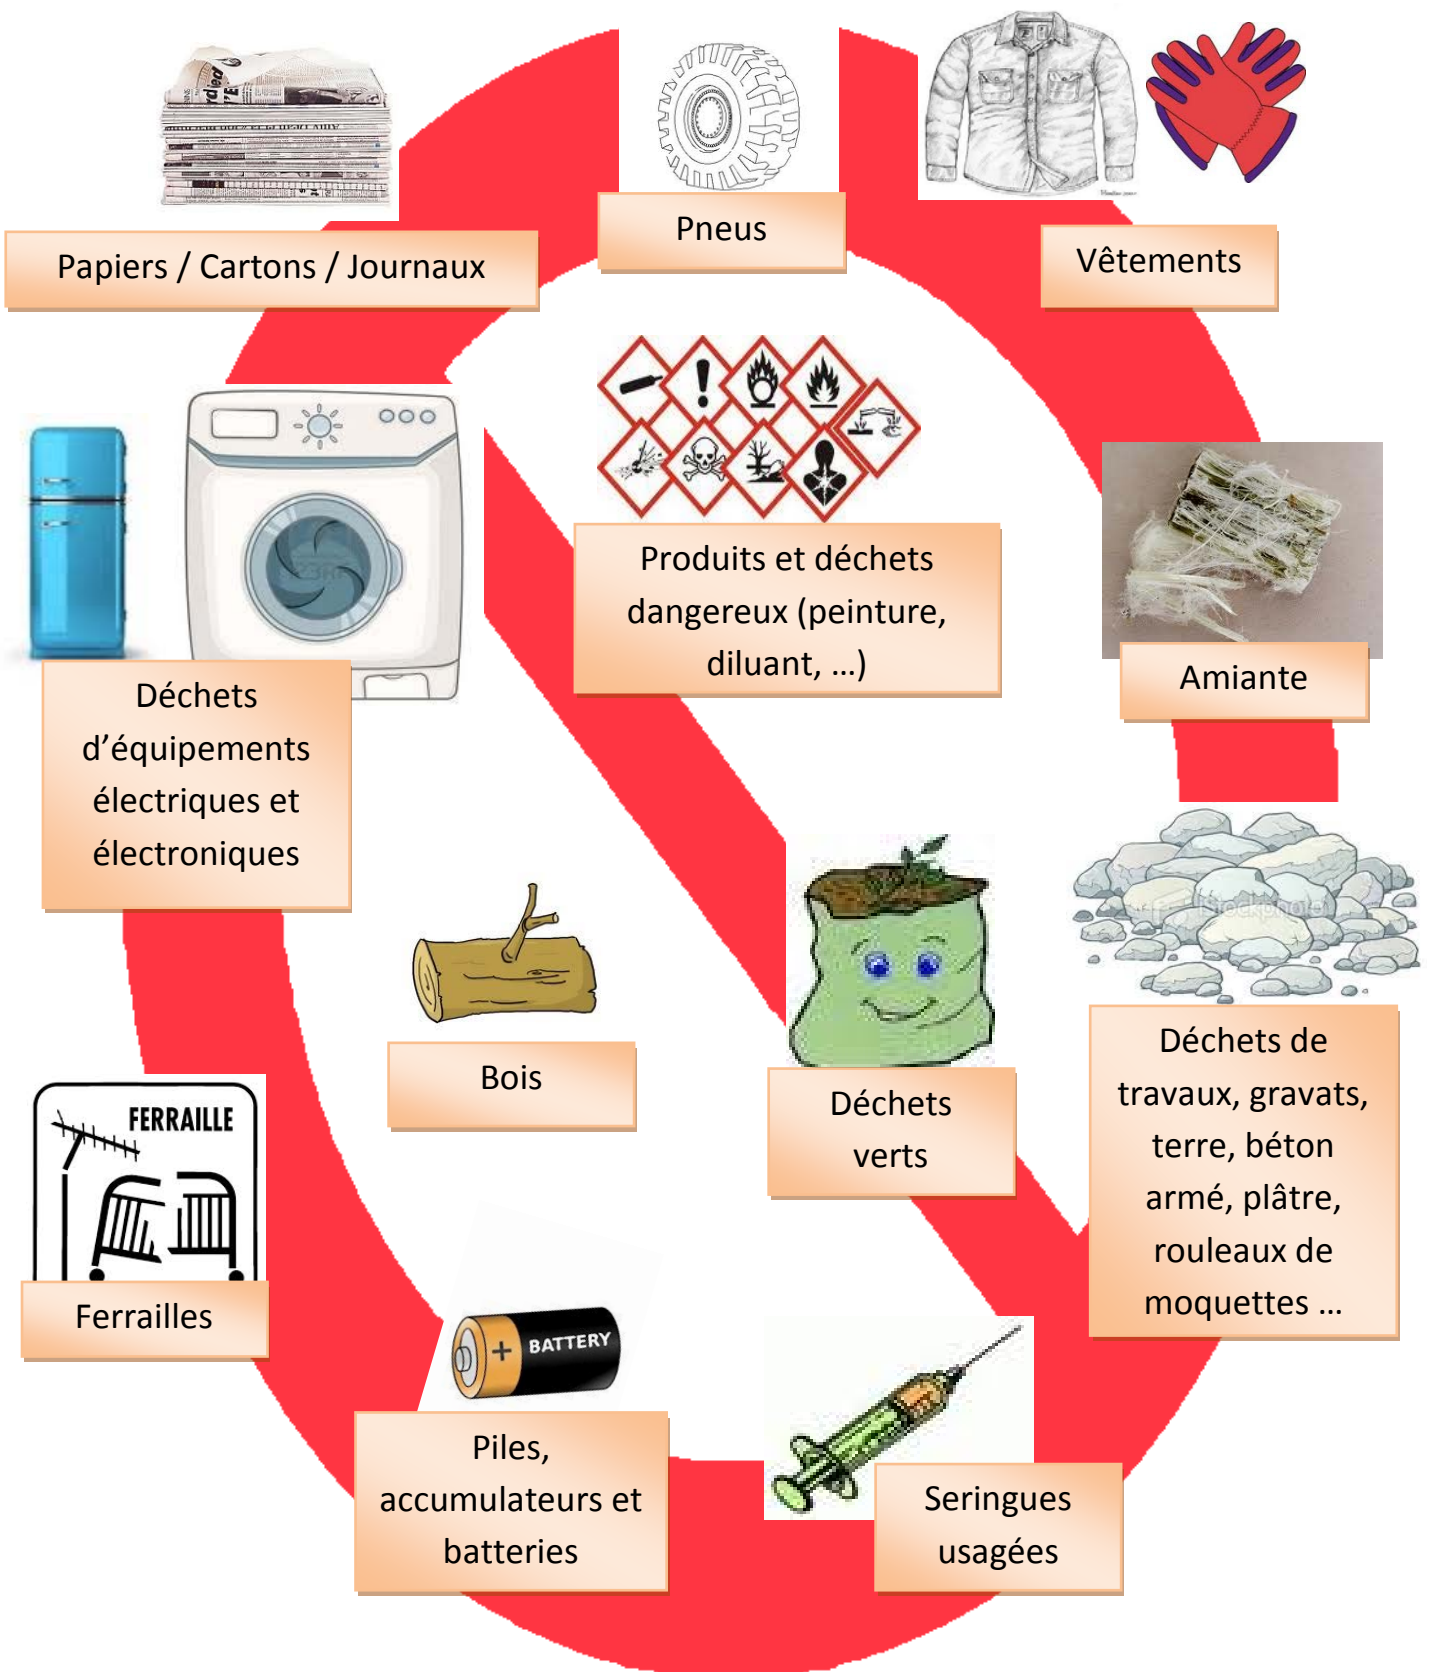 Papiers / Cartons / Journaux
Pneus
Vêtements
Produits et déchets
dangereux (peinture,
diluant, ...)
Amiante
Déchets
d'équipements
électriques et
électroniques
Bois
Déchets
verts
Déchets de
travaux, gravats,
terre, béton
armé, plâtre,
rouleaux de
moquettes ...
FERRAILLE
Ferrailles
+ BATTERY
Piles,
accumulateurs et
batteries
Seringues
usagées